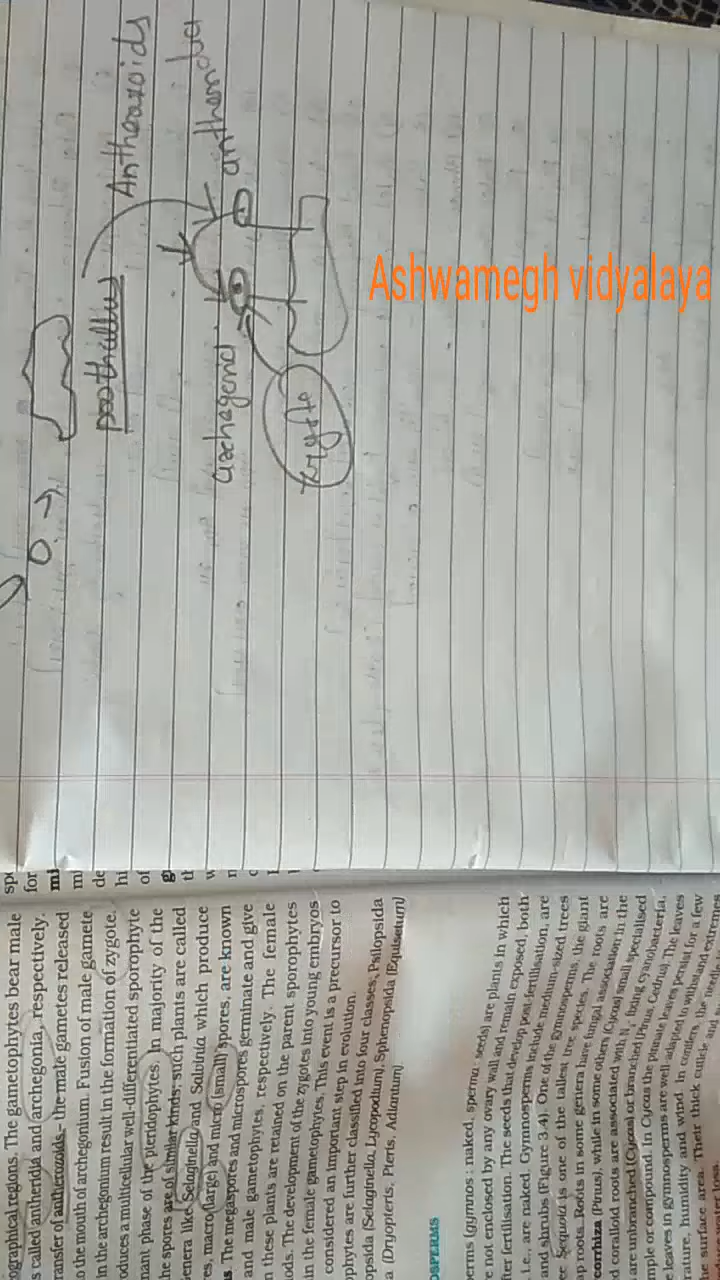 Antherozoids
prothallus
antheridia
archegonia
zygote
Ashwamegh vidyalaya
ographical regions. The gametophytes bear male
s called antheridia and archegonia, respectively.
ransfer of antherozoids - the male gametes released
o the mouth of archegonium. Fusion of male gamete
in the archegonium result in the formation of zygote.
oduces a multicellular well-differentiated sporophyte
nant phase of the pteridophytes. In majority of the
he spores are of similar kinds; such plants are called
enera like Selaginella and Salvinia which produce
es, macro (large) and micro (small) spores, are known
s. The megaspores and microspores germinate and give
and male gametophytes, respectively. The female
n these plants are retained on the parent sporophytes
ods. The development of the zygotes into young embryos
in the female gametophytes. This event is a precursor to
considered an important step in evolution.
phytes are further classified into four classes: Psilopsida
opsida (Selaginella, Lycopodium), Sphenopsida (Equisetum)
a (Dryopteris, Pteris, Adiantum)
OSPERMS
erms (gymnos : naked, sperma : seeds) are plants in which
e not enclosed by any ovary wall and remain exposed, both
fter fertilisation. The seeds that develop post-fertilisation, are
i.e., are naked. Gymnosperms include medium-sized trees
and shrubs (Figure 3.4). One of the gymnosperms, the giant
ce Sequoia is one of the tallest tree species. The roots are
ap roots. Roots in some genera have fungal association in the
corrhiza (Pinus), while in some others (Cycas) small specialised
d coralloid roots are associated with N2- fixing cyanobacteria.
are unbranched (Cycas) or branched (Pinus, Cedrus). The leaves
mple or compound. In Cycas the pinnate leaves persist for a few
leaves in gymnosperms are well-adapted to withstand extremes
rature, humidity and wind. In conifers, the needle
he surface area. Their thick cuticle and